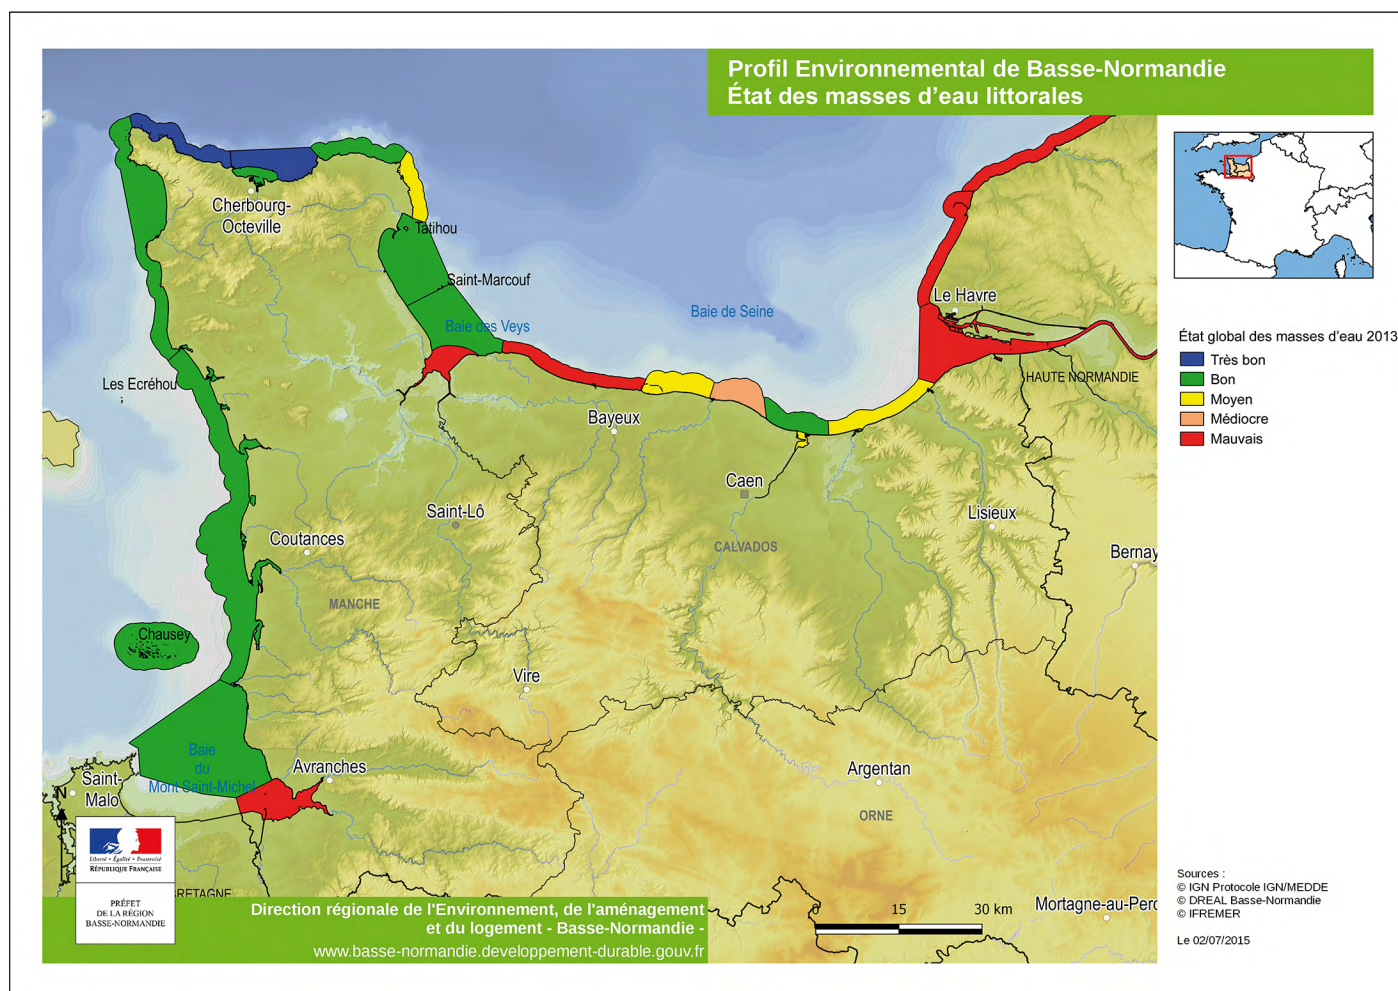 Profil Environnemental de Basse-Normandie
État des masses d'eau littorales
Cherbourg-
Octeville
Tatihou
Saint-Marcouf
Baie de Seine
Le Havre
Baie des Veys
HAUTE NORMANDIE
Les Ecréhou
Bayeux
Caen
Saint-Lô
Lisieux
Coutances
CALVADOS
Bernay
MANCHE
Chausey
Vire
Baie
du
Mont Saint-Michel
Avranches
Argentan
Saint-
Malo
N
ORNE
RETAGNE
Mortagne-au-Perc
0 15 30 km
État global des masses d'eau 2013
Très bon
Bon
Moyen
Médiocre
Mauvais
Liberté • Égalité • Fraternité
RÉPUBLIQUE FRANÇAISE
PRÉFET
DE LA RÉGION
BASSE-NORMANDIE
Direction régionale de l'Environnement, de l'aménagement
et du logement - Basse-Normandie -
www.basse-normandie.developpement-durable.gouv.fr
Sources :
© IGN Protocole IGN/MEDDE
© DREAL Basse-Normandie
© IFREMER
Le 02/07/2015